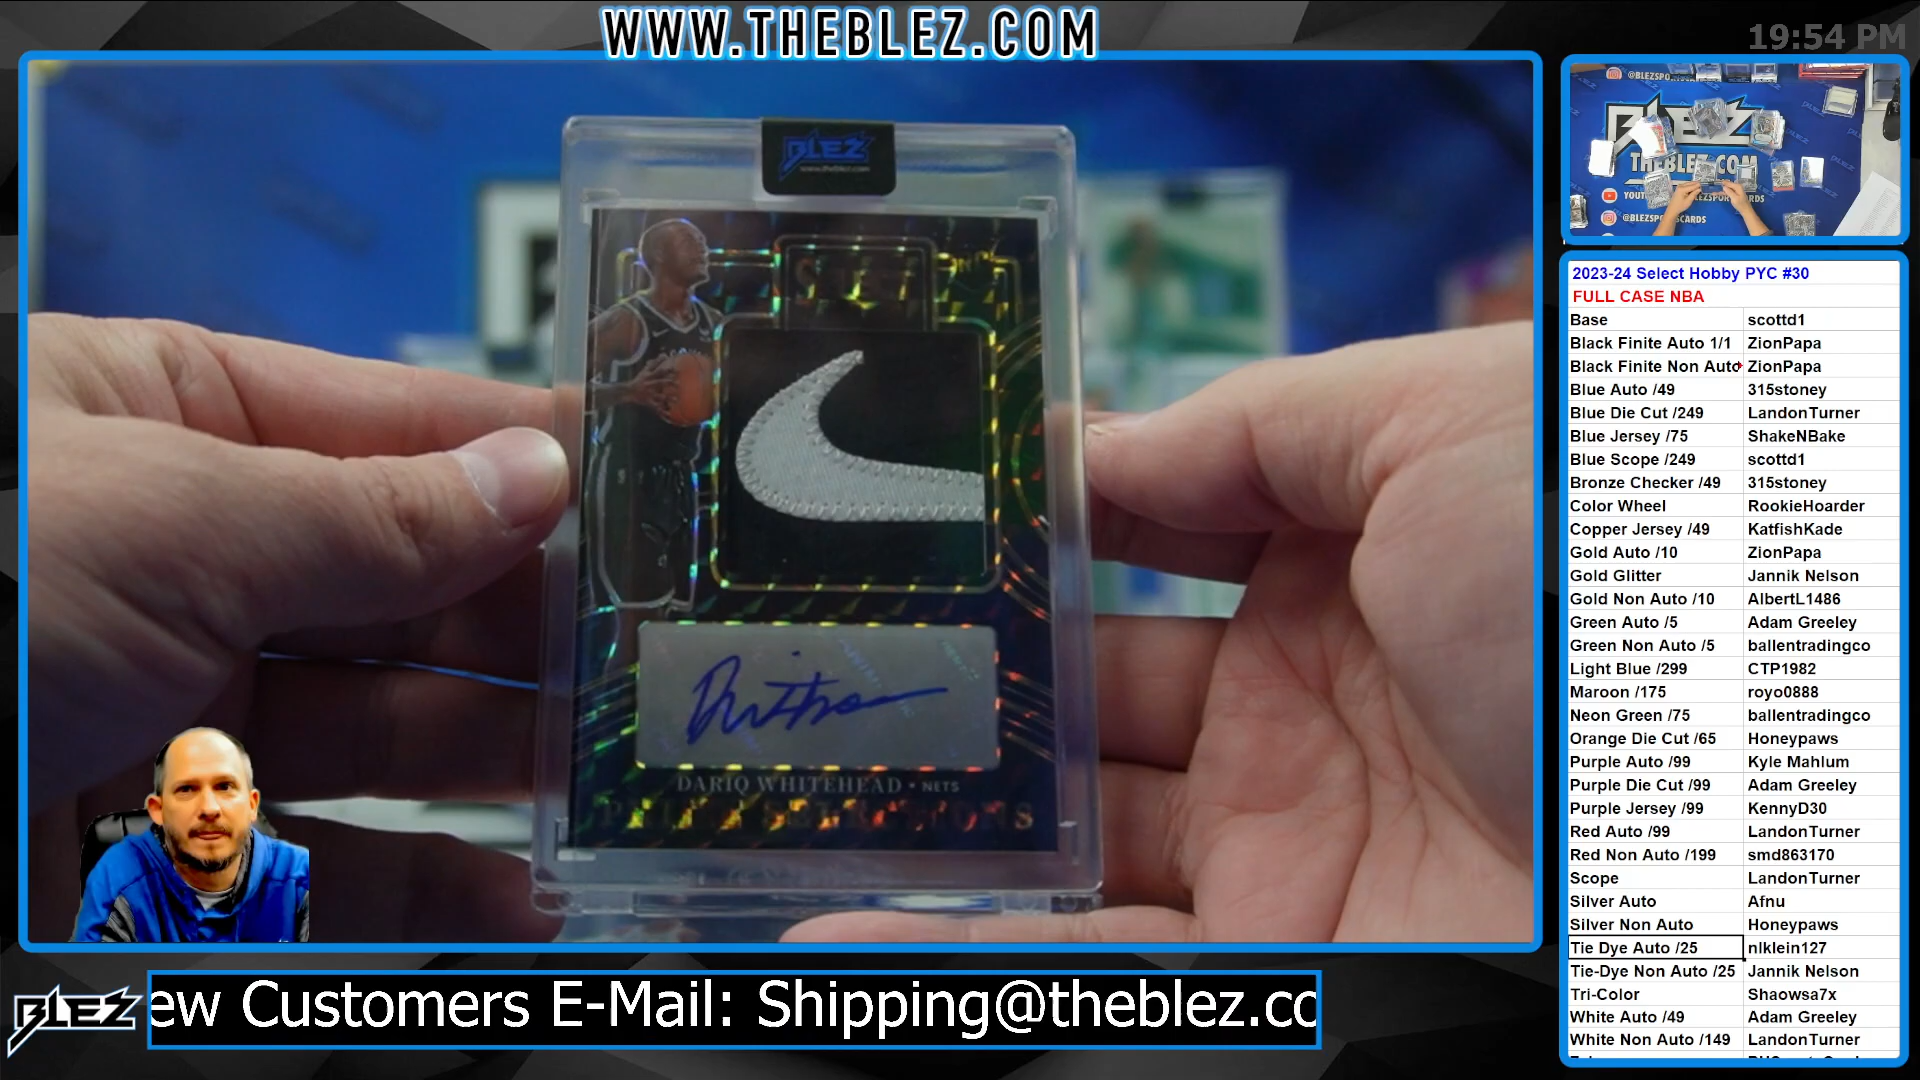 WWW.THEBLEZ.COM
19:54 PM
BLEZ
www.theblez.com
DARIQ WHITEHEAD • NETS
@BLEZSPO
BLEZ
THEBLEZ.COM
@BLEZSPORTSCARDS
2023-24 Select Hobby PYC #30
FULL CASE NBA
Base scottd1
Black Finite Auto 1/1 ZionPapa
Black Finite Non Auto ZionPapa
Blue Auto /49 315stoney
Blue Die Cut /249 LandonTurner
Blue Jersey /75 ShakeNBake
Blue Scope /249 scottd1
Bronze Checker /49 315stoney
Color Wheel RookieHoarder
Copper Jersey /49 KatfishKade
Gold Auto /10 ZionPapa
Gold Glitter Jannik Nelson
Gold Non Auto /10 AlbertL1486
Green Auto /5 Adam Greeley
Green Non Auto /5 ballentradingco
Light Blue /299 CTP1982
Maroon /175 royo0888
Neon Green /75 ballentradingco
Orange Die Cut /65 Honeypaws
Purple Auto /99 Kyle Mahlum
Purple Die Cut /99 Adam Greeley
Purple Jersey /99 KennyD30
Red Auto /99 LandonTurner
Red Non Auto /199 smd863170
Scope LandonTurner
Silver Auto Afnu
Silver Non Auto Honeypaws
Tie Dye Auto /25 nlklein127
Tie-Dye Non Auto /25 Jannik Nelson
Tri-Color Shaowsa7x
White Auto /49 Adam Greeley
White Non Auto /149 LandonTurner
BLEZ
ew Customers E-Mail: Shipping@theblez.co